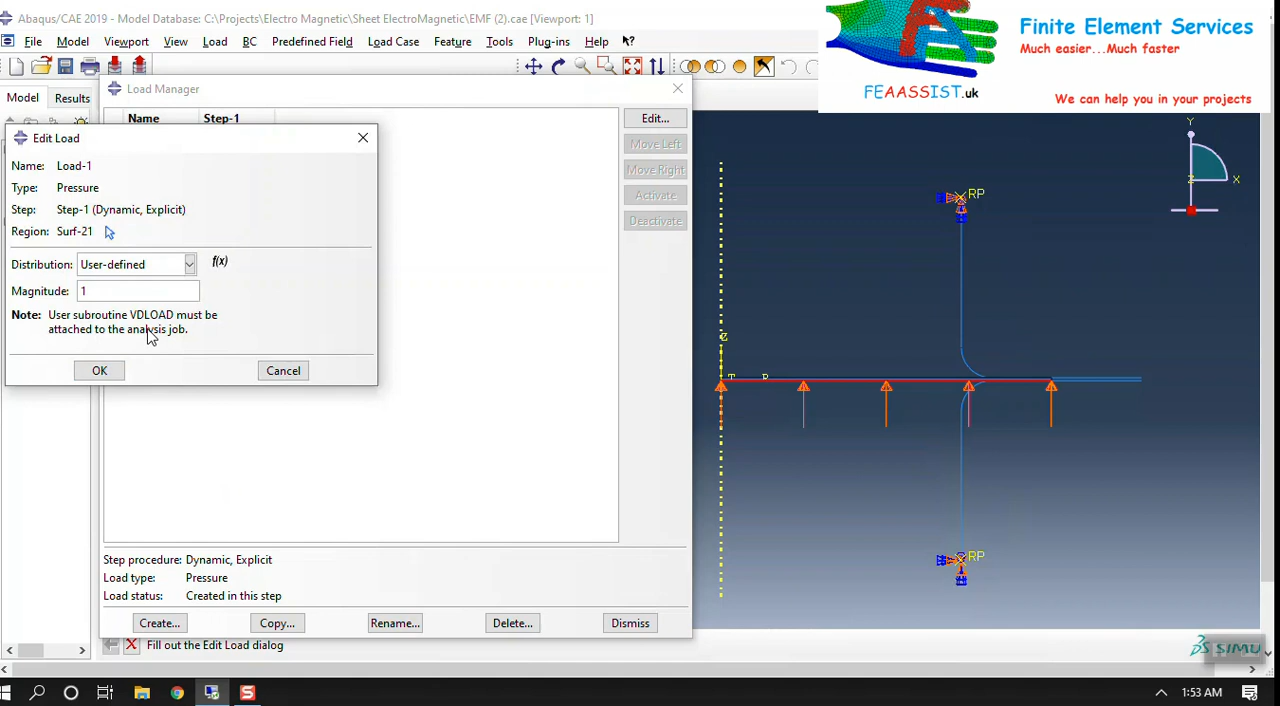 Abaqus/CAE 2019 - Model Database: C:\Projects\Electro Magnetic\Sheet ElectroMagnetic\EMF (2).cae [Viewport: 1]
File Model Viewport View Load BC Predefined Field Load Case Feature Tools Plug-ins Help
Finite Element Services
Much easier...Much faster
FEAASSIST.uk
We can help you in your projects
Model Results
Load Manager
Name Step-1
Edit...
Move Left
Move Right
Activate
Deactivate
Edit Load
Name: Load-1
Type: Pressure
Step: Step-1 (Dynamic, Explicit)
Region: Surf-21
Distribution: User-defined f(x)
Magnitude: 1
Note: User subroutine VDLOAD must be
attached to the analysis job.
OK Cancel
Step procedure: Dynamic, Explicit
Load type: Pressure
Load status: Created in this step
Create... Copy... Rename... Delete... Dismiss
Fill out the Edit Load dialog
Y
Z X
RP
T R
RP
SIMU
1:53 AM